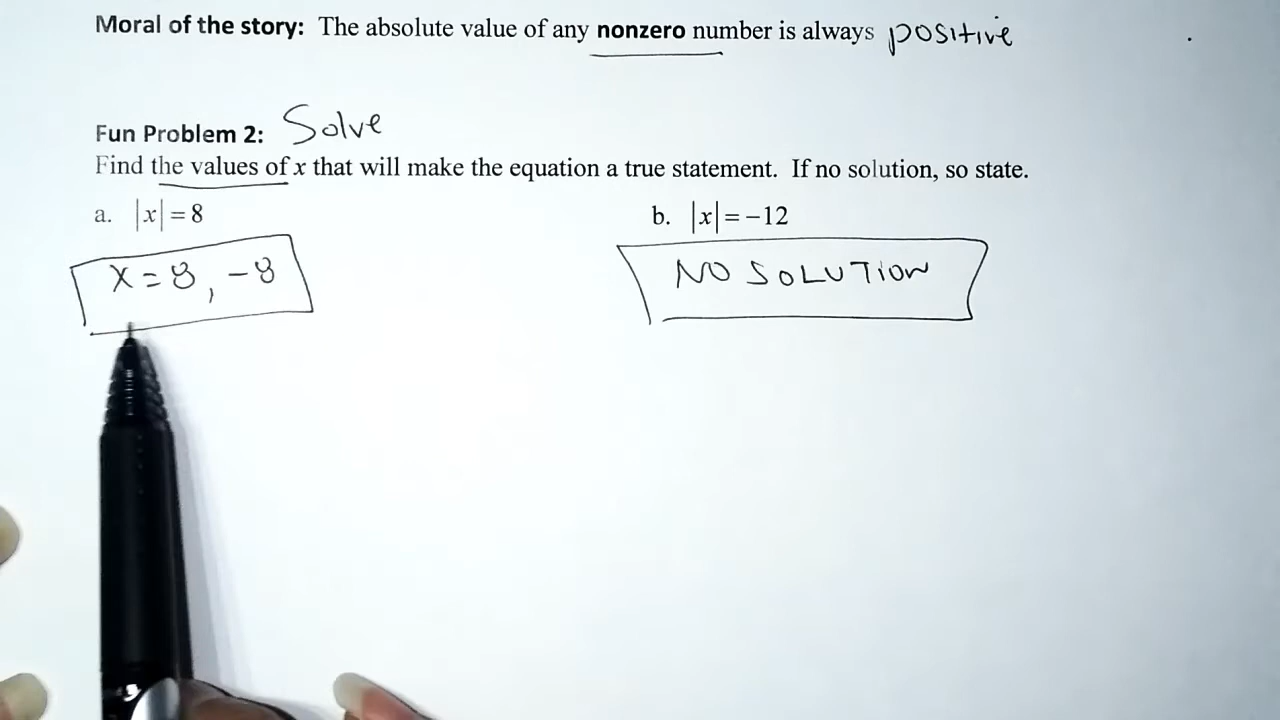 Moral of the story: The absolute value of any nonzero number is always positive
Fun Problem 2: Solve
Find the values of x that will make the equation a true statement. If no solution, so state.
a. |x| = 8
b. |x| = −12
x = 8, −8
NO SOLUTION